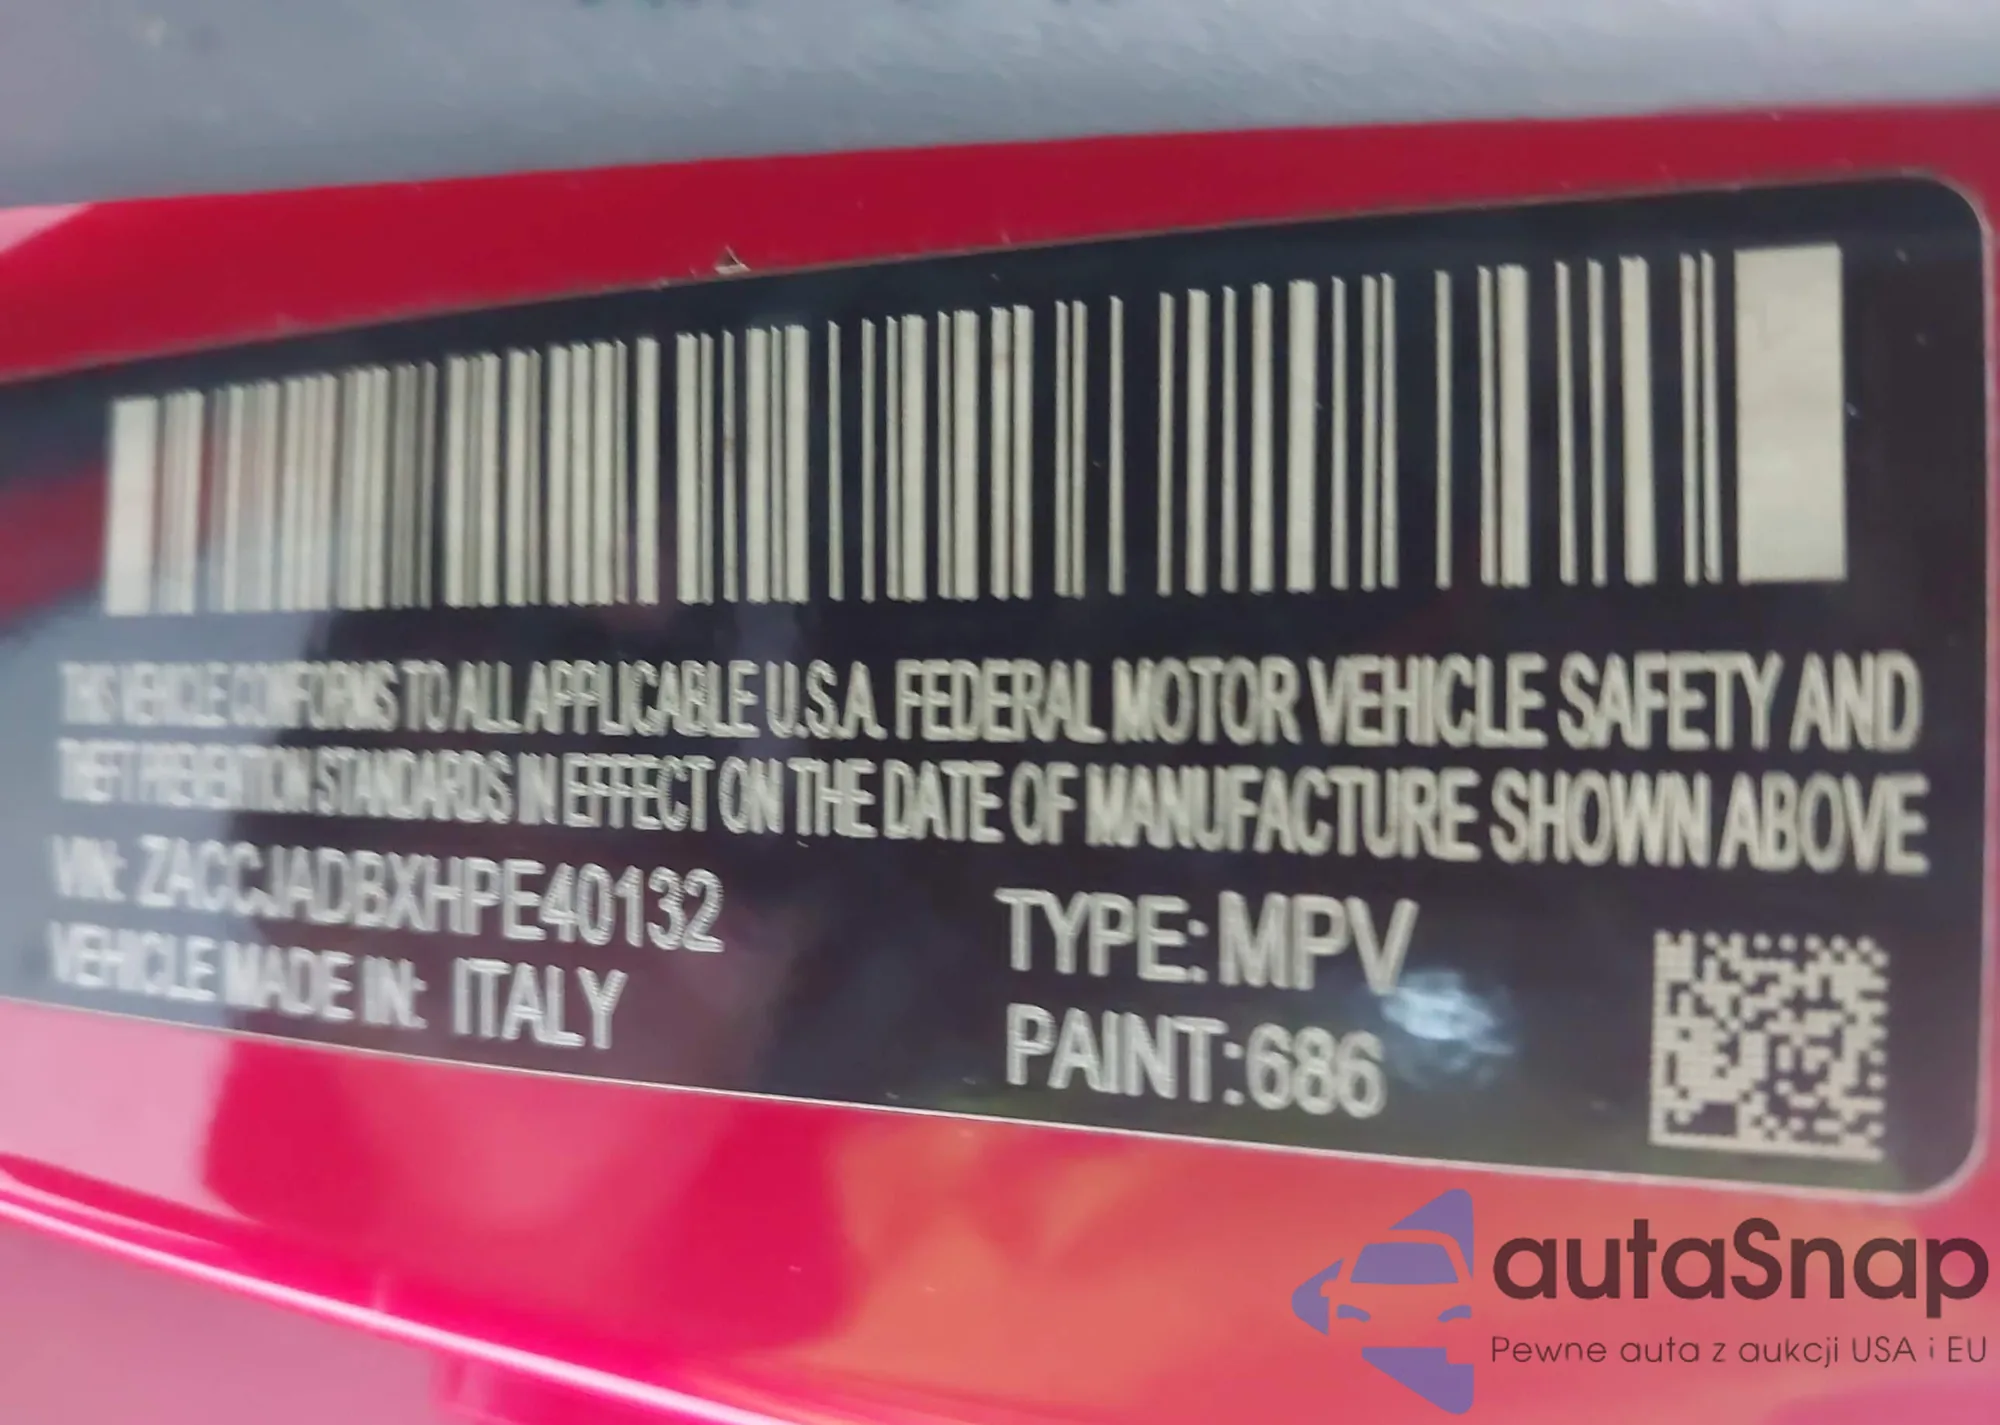 THIS VEHICLE CONFORMS TO ALL APPLICABLE U.S.A. FEDERAL MOTOR VEHICLE SAFETY AND
THEFT PREVENTION STANDARDS IN EFFECT ON THE DATE OF MANUFACTURE SHOWN ABOVE
VIN: ZACCJADBXHPE40132
TYPE: MPV
VEHICLE MADE IN: ITALY
PAINT:686
autaSnap
Pewne auta z aukcji USA i EU